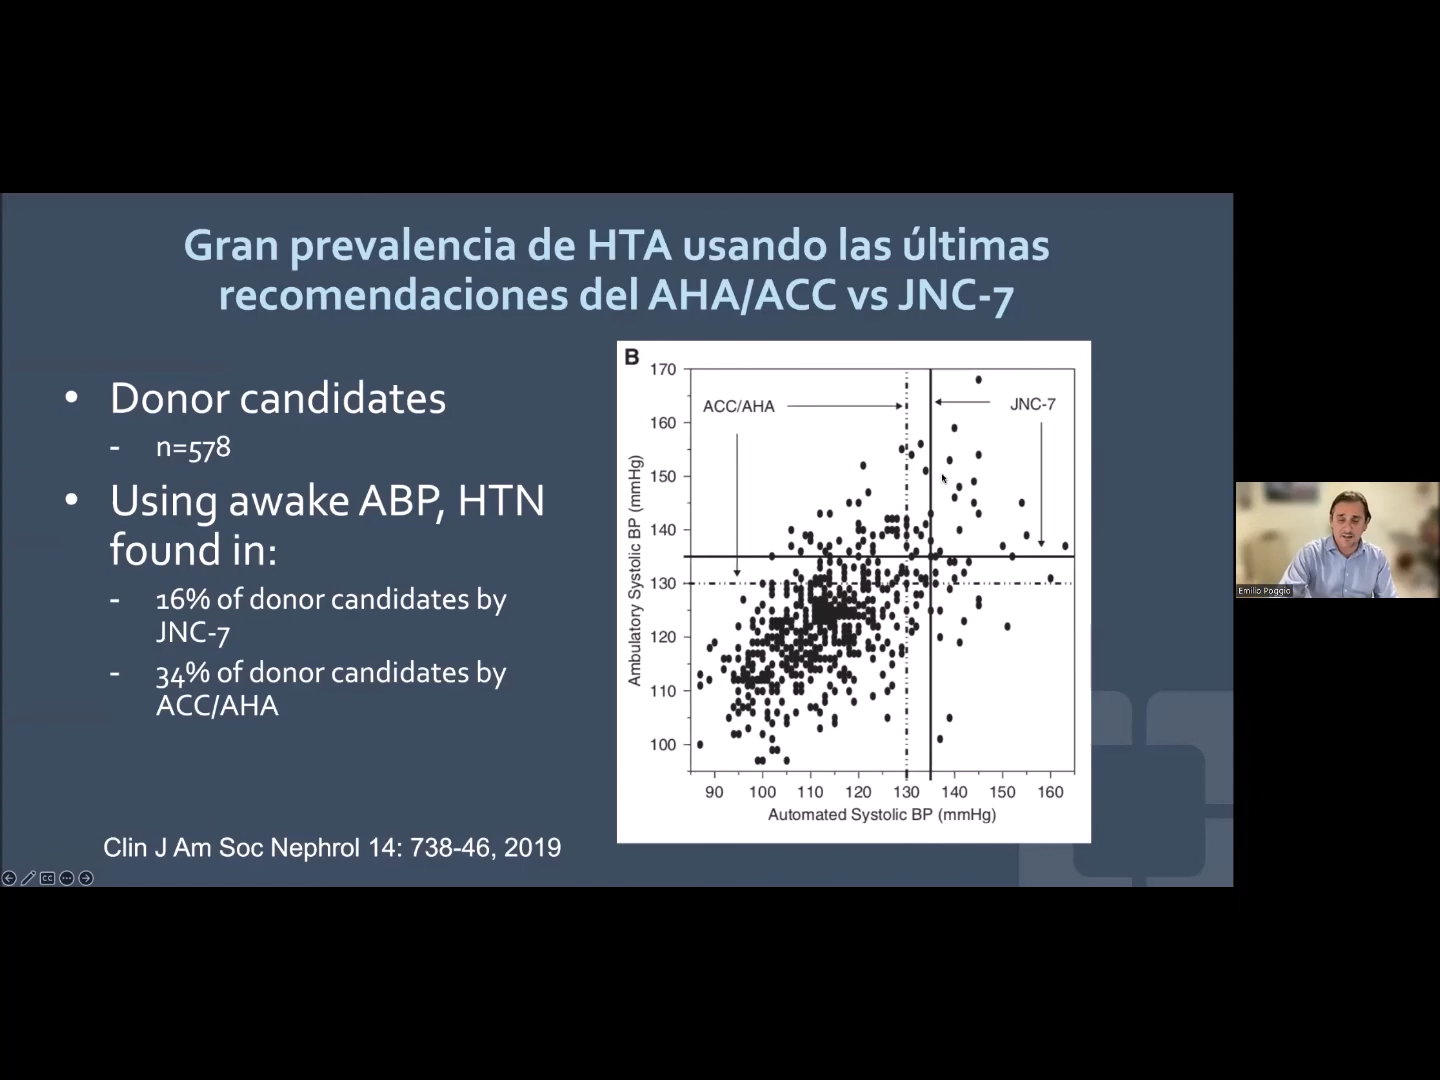 Gran prevalencia de HTA usando las últimas
recomendaciones del AHA/ACC vs JNC-7
• Donor candidates
- n=578
• Using awake ABP, HTN
found in:
- 16% of donor candidates by
JNC-7
- 34% of donor candidates by
ACC/AHA
Clin J Am Soc Nephrol 14: 738-46, 2019
B
170
160
150
140
130
120
110
100
Ambulatory Systolic BP (mmHg)
ACC/AHA
JNC-7
90 100 110 120 130 140 150 160
Automated Systolic BP (mmHg)
CC
Emilio Poggio